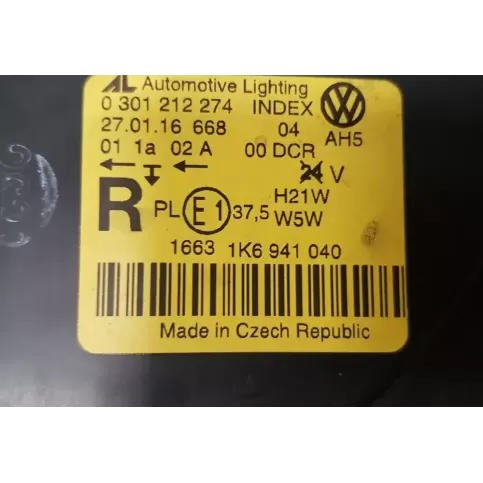 AL Automotive Lighting
0 301 212 274 INDEX
27.01.16 668 04 AH5
01 1a 02 A 00 DCR
24 V
R PL E1 37,5 H21W
W5W
1663 1K6 941 040
Made in Czech Republic